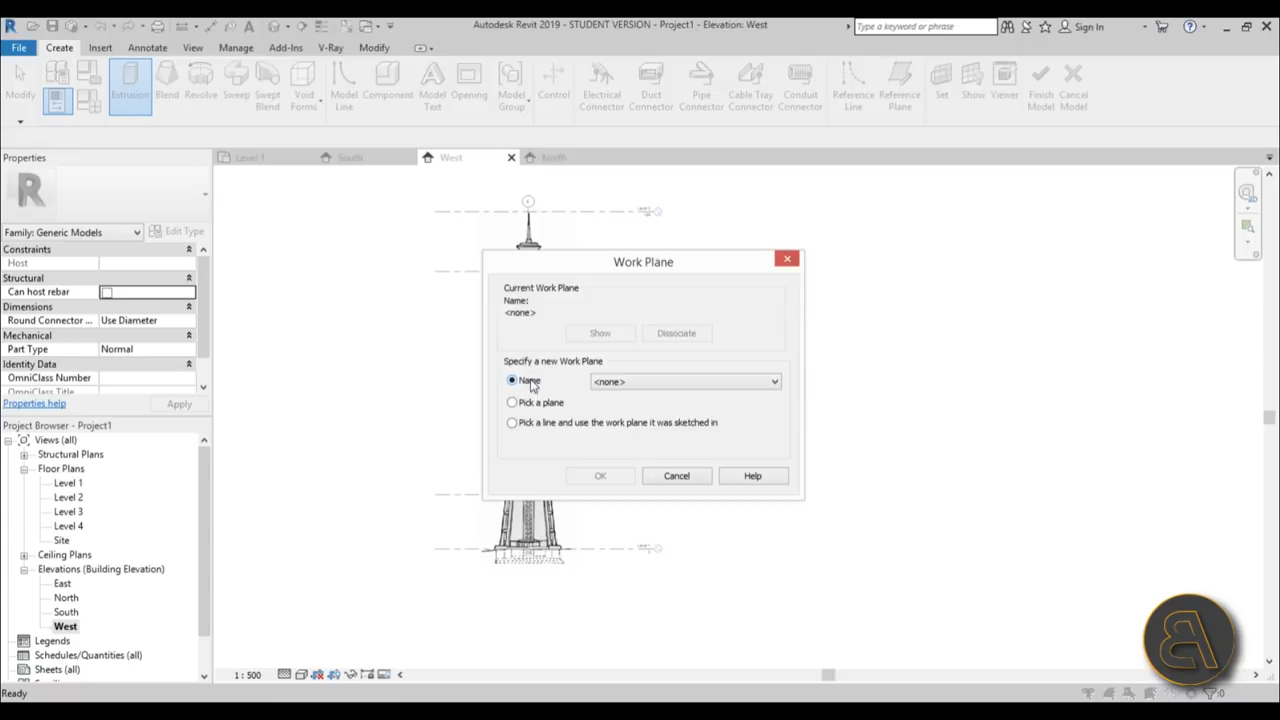 Autodesk Revit 2019 - STUDENT VERSION - Project1 - Elevation: West
Type a keyword or phrase
Sign In
File Create Insert Annotate View Manage Add-Ins V-Ray Modify
Modify Extrusion Blend Revolve Sweep Swept Blend Void Forms Model Line Component Model Text Opening Model Group Control Electrical Connector Duct Connector Pipe Connector Cable Tray Connector Conduit Connector Reference Line Reference Plane Set Show Viewer Finish Model Cancel Model
Properties
Level 1 South West North
Family: Generic Models Edit Type
Constraints
Host
Structural
Can host rebar
Dimensions
Round Connector ... Use Diameter
Mechanical
Part Type Normal
Identity Data
OmniClass Number
OmniClass Title
Properties help Apply
Project Browser - Project1
Views (all)
Structural Plans
Floor Plans
Level 1
Level 2
Level 3
Level 4
Site
Ceiling Plans
Elevations (Building Elevation)
East
North
South
West
Legends
Schedules/Quantities (all)
Sheets (all)
Work Plane
Current Work Plane
Name:
<none>
Show Dissociate
Specify a new Work Plane
Name <none>
Pick a plane
Pick a line and use the work plane it was sketched in
OK Cancel Help
1 : 500
Ready
:0